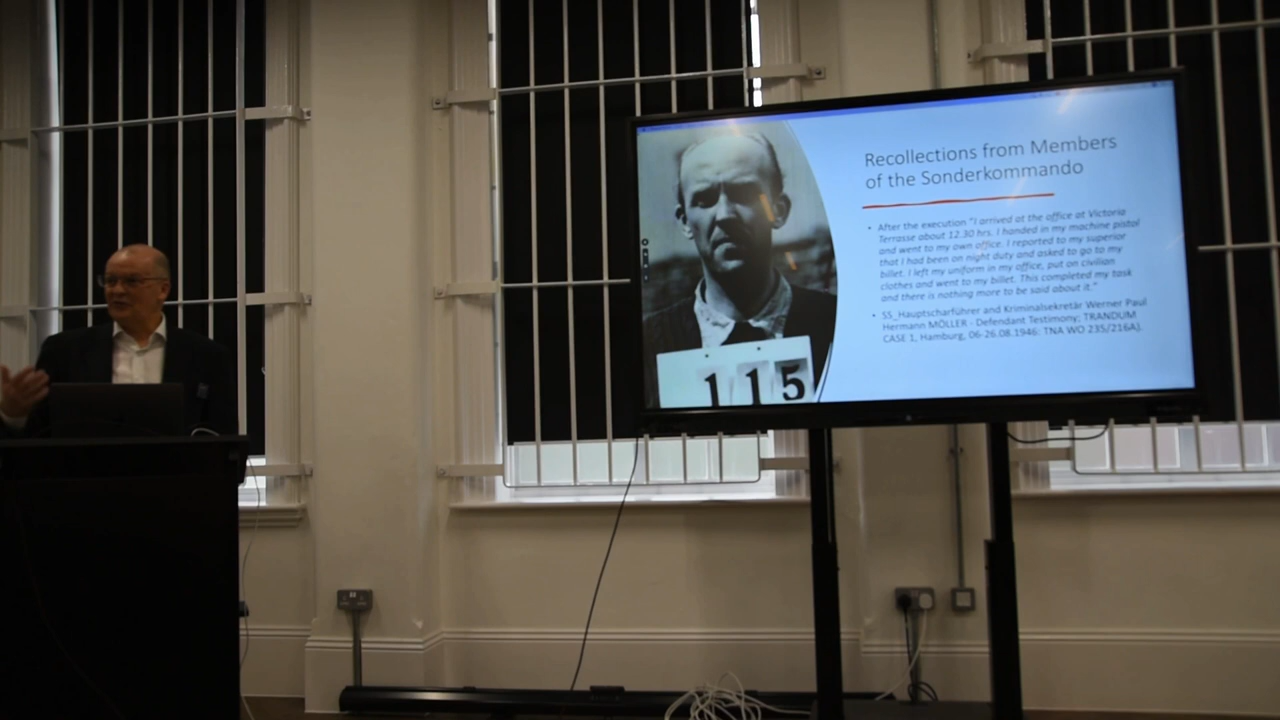 Recollections from Members
of the Sonderkommando
• After the execution "I arrived at the office at Victoria
Terrasse about 12.30 hrs. I handed in my machine pistol
and went to my own office. I reported to my superior
that I had been on night duty and asked to go to my
billet. I left my uniform in my office, put on civilian
clothes and went to my billet. This completed my task
and there is nothing more to be said about it."
• SS_Hauptscharführer and Kriminalsekretär Werner Paul
Hermann MÖLLER - Defendant Testimony; TRANDUM
CASE 1, Hamburg, 06-26.08.1946: TNA WO 235/216A).
115